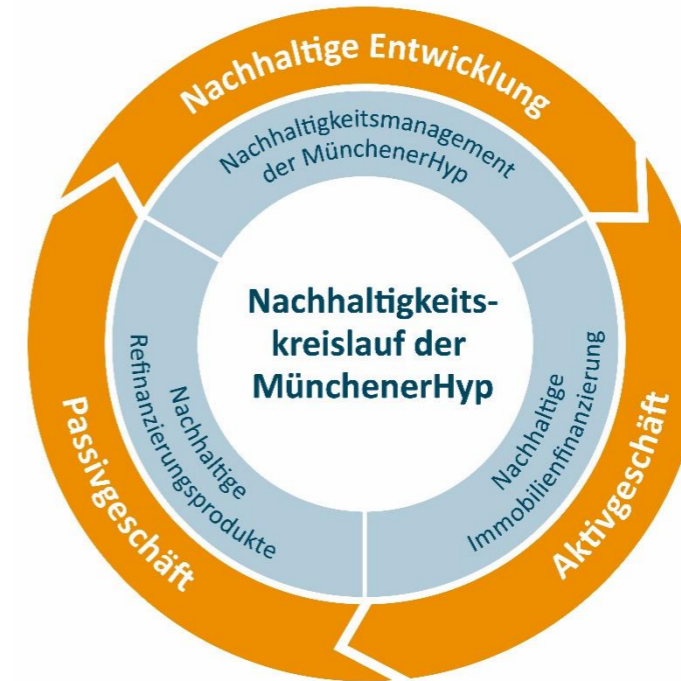 Nachhaltige Entwicklung
Nachhaltigkeitsmanagement
der MünchenerHyp
Nachhaltigkeits-
kreislauf der
MünchenerHyp
Nachhaltige
Immobilienfinanzierung
Aktivgeschäft
Nachhaltige
Refinanzierungsprodukte
Passivgeschäft